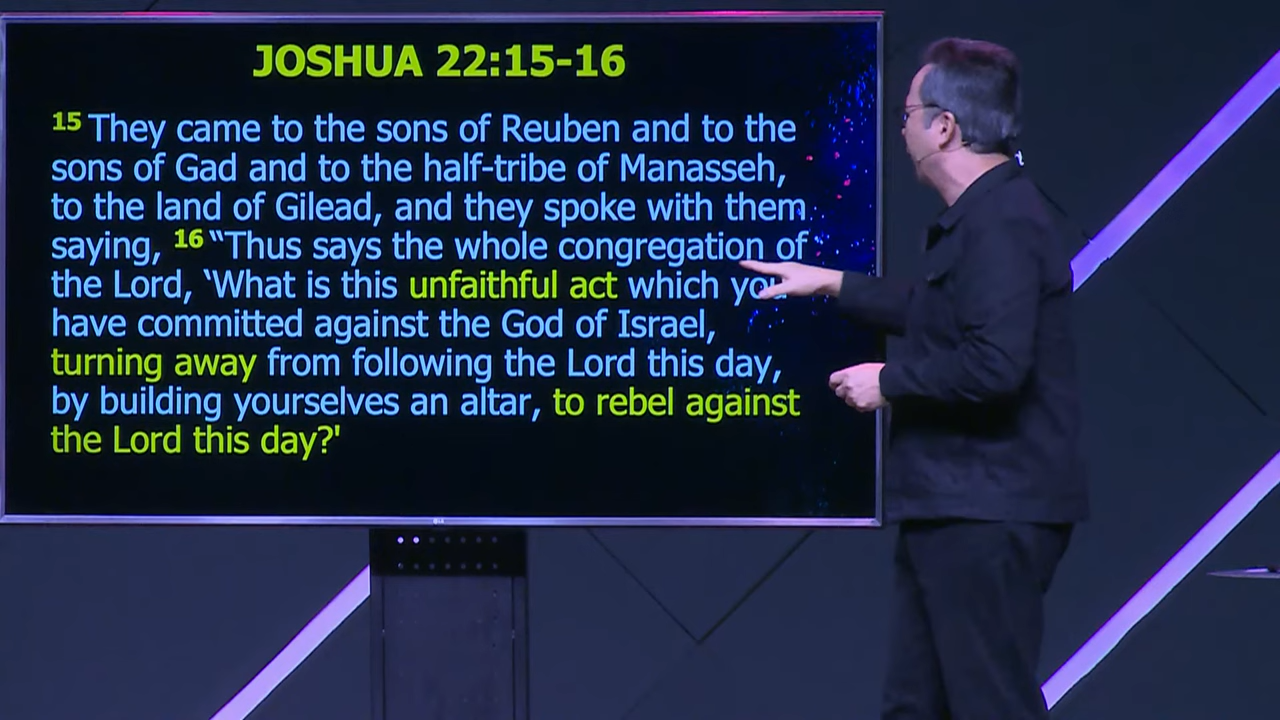 JOSHUA 22:15-16
15 They came to the sons of Reuben and to the
sons of Gad and to the half-tribe of Manasseh,
to the land of Gilead, and they spoke with them
saying, 16 “Thus says the whole congregation of
the Lord, ‘What is this unfaithful act which you
have committed against the God of Israel,
turning away from following the Lord this day,
by building yourselves an altar, to rebel against
the Lord this day?'